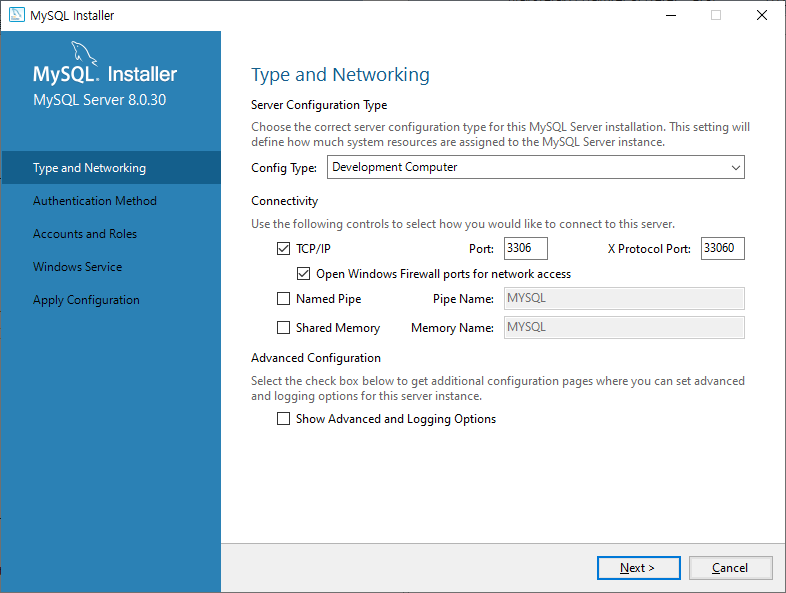 MySQL Installer
MySQL. Installer
MySQL Server 8.0.30
Type and Networking
Authentication Method
Accounts and Roles
Windows Service
Apply Configuration
Type and Networking
Server Configuration Type
Choose the correct server configuration type for this MySQL Server installation. This setting will
define how much system resources are assigned to the MySQL Server instance.
Config Type: Development Computer
Connectivity
Use the following controls to select how you would like to connect to this server.
TCP/IP Port: 3306 X Protocol Port: 33060
Open Windows Firewall ports for network access
Named Pipe Pipe Name: MYSQL
Shared Memory Memory Name: MYSQL
Advanced Configuration
Select the check box below to get additional configuration pages where you can set advanced
and logging options for this server instance.
Show Advanced and Logging Options
Next > Cancel